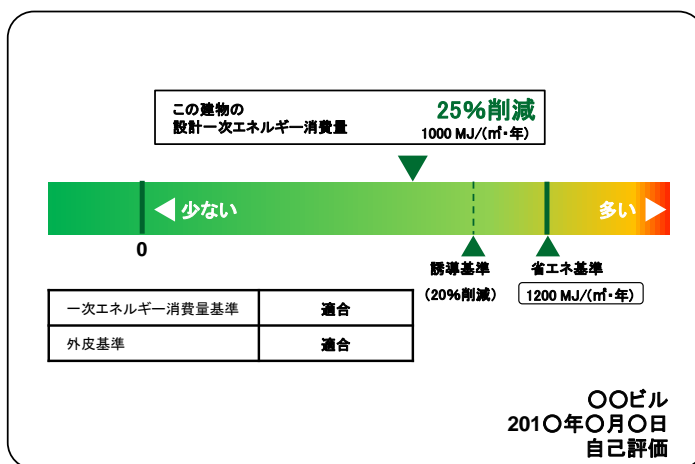 この建物の
設計一次エネルギー消費量
25%削減
1000 MJ/(㎡・年)
少ない
多い
0
誘導基準
(20%削減)
省エネ基準
1200 MJ/(㎡・年)
一次エネルギー消費量基準 適合
外皮基準 適合
〇〇ビル
201〇年〇月〇日
自己評価